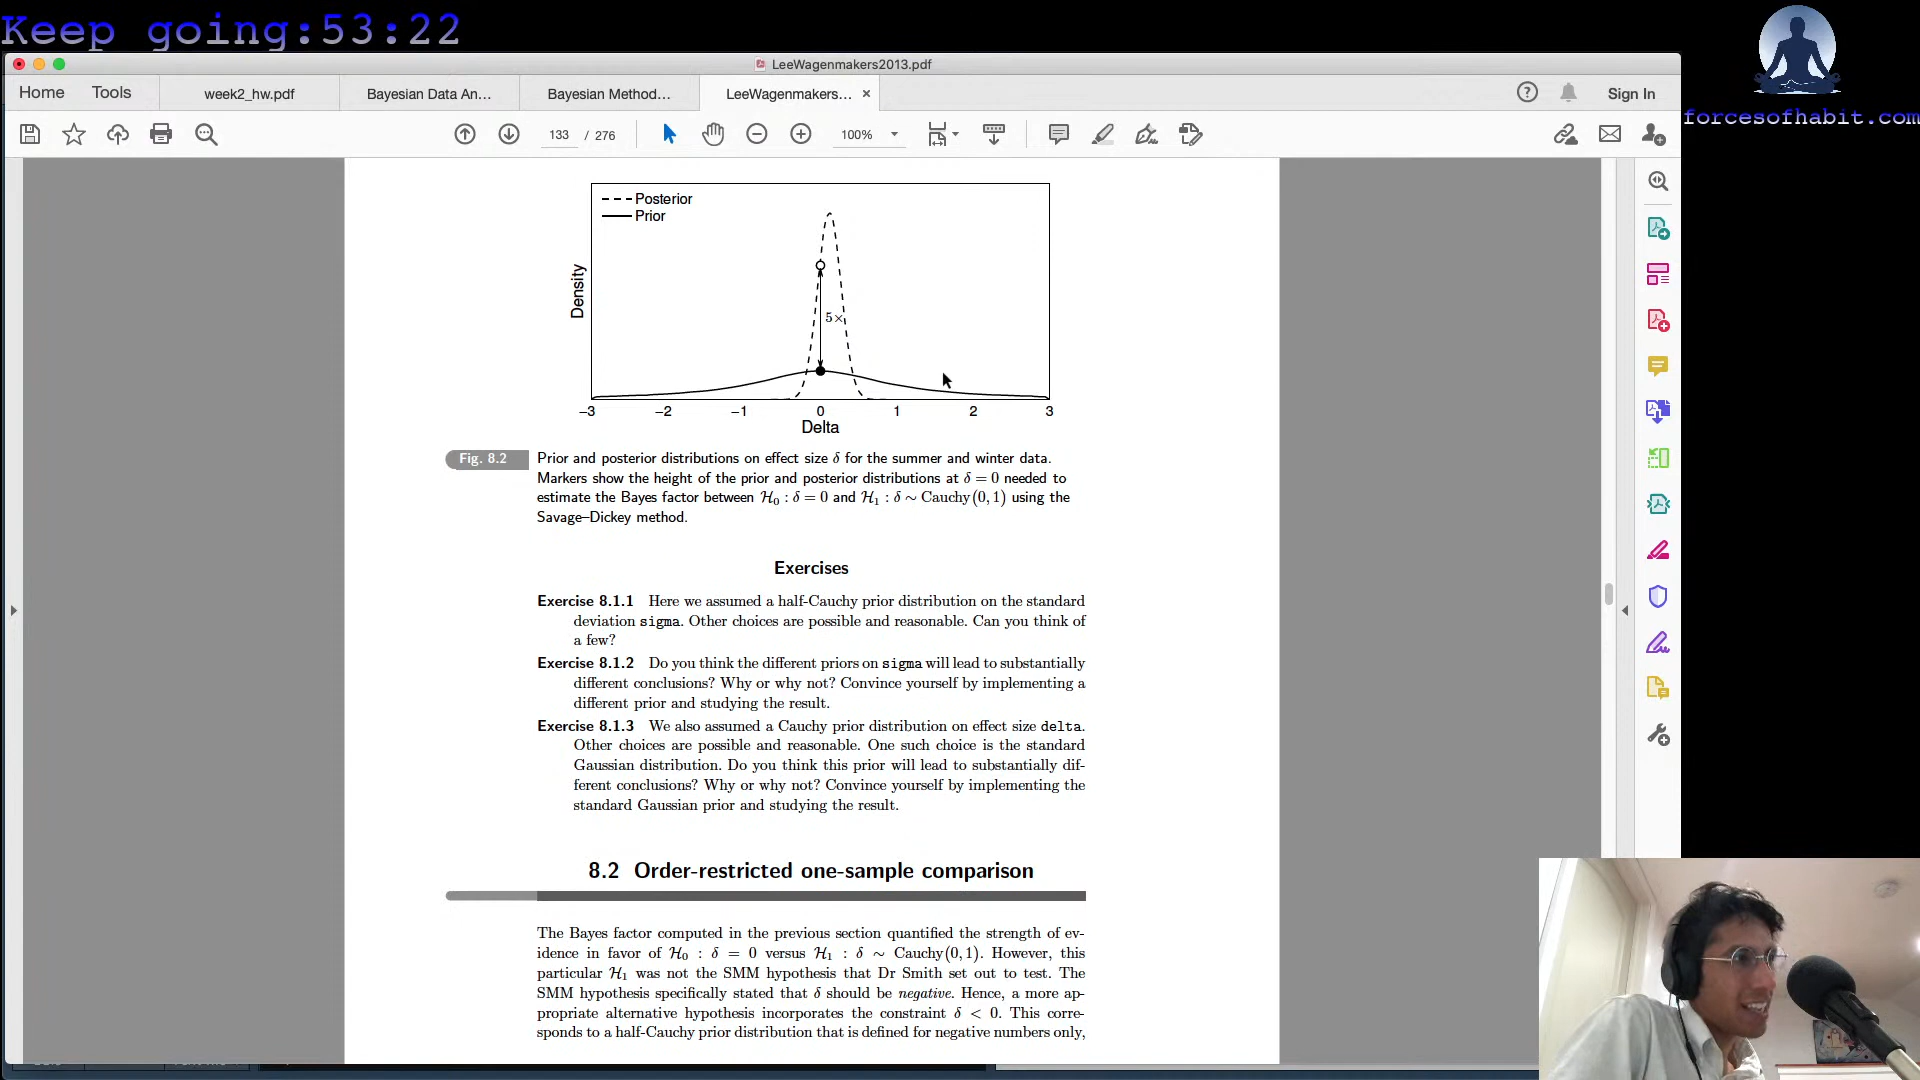 Keep going:53:22
forcesofhabit.com
LeeWagenmakers2013.pdf
Home Tools week2_hw.pdf Bayesian Data An... Bayesian Method... LeeWagenmakers... × Sign In
133 / 276 100%
Posterior
Prior
Density
5×
−3 −2 −1 0 1 2 3
Delta
Fig. 8.2 Prior and posterior distributions on effect size δ for the summer and winter data.
Markers show the height of the prior and posterior distributions at δ = 0 needed to
estimate the Bayes factor between H₀ : δ = 0 and H₁ : δ ∼ Cauchy(0, 1) using the
Savage–Dickey method.
Exercises
Exercise 8.1.1 Here we assumed a half-Cauchy prior distribution on the standard
deviation sigma. Other choices are possible and reasonable. Can you think of
a few?
Exercise 8.1.2 Do you think the different priors on sigma will lead to substantially
different conclusions? Why or why not? Convince yourself by implementing a
different prior and studying the result.
Exercise 8.1.3 We also assumed a Cauchy prior distribution on effect size delta.
Other choices are possible and reasonable. One such choice is the standard
Gaussian distribution. Do you think this prior will lead to substantially dif-
ferent conclusions? Why or why not? Convince yourself by implementing the
standard Gaussian prior and studying the result.
8.2 Order-restricted one-sample comparison
The Bayes factor computed in the previous section quantified the strength of ev-
idence in favor of H₀ : δ = 0 versus H₁ : δ ∼ Cauchy(0, 1). However, this
particular H₁ was not the SMM hypothesis that Dr Smith set out to test. The
SMM hypothesis specifically stated that δ should be negative. Hence, a more ap-
propriate alternative hypothesis incorporates the constraint δ < 0. This corre-
sponds to a half-Cauchy prior distribution that is defined for negative numbers only,